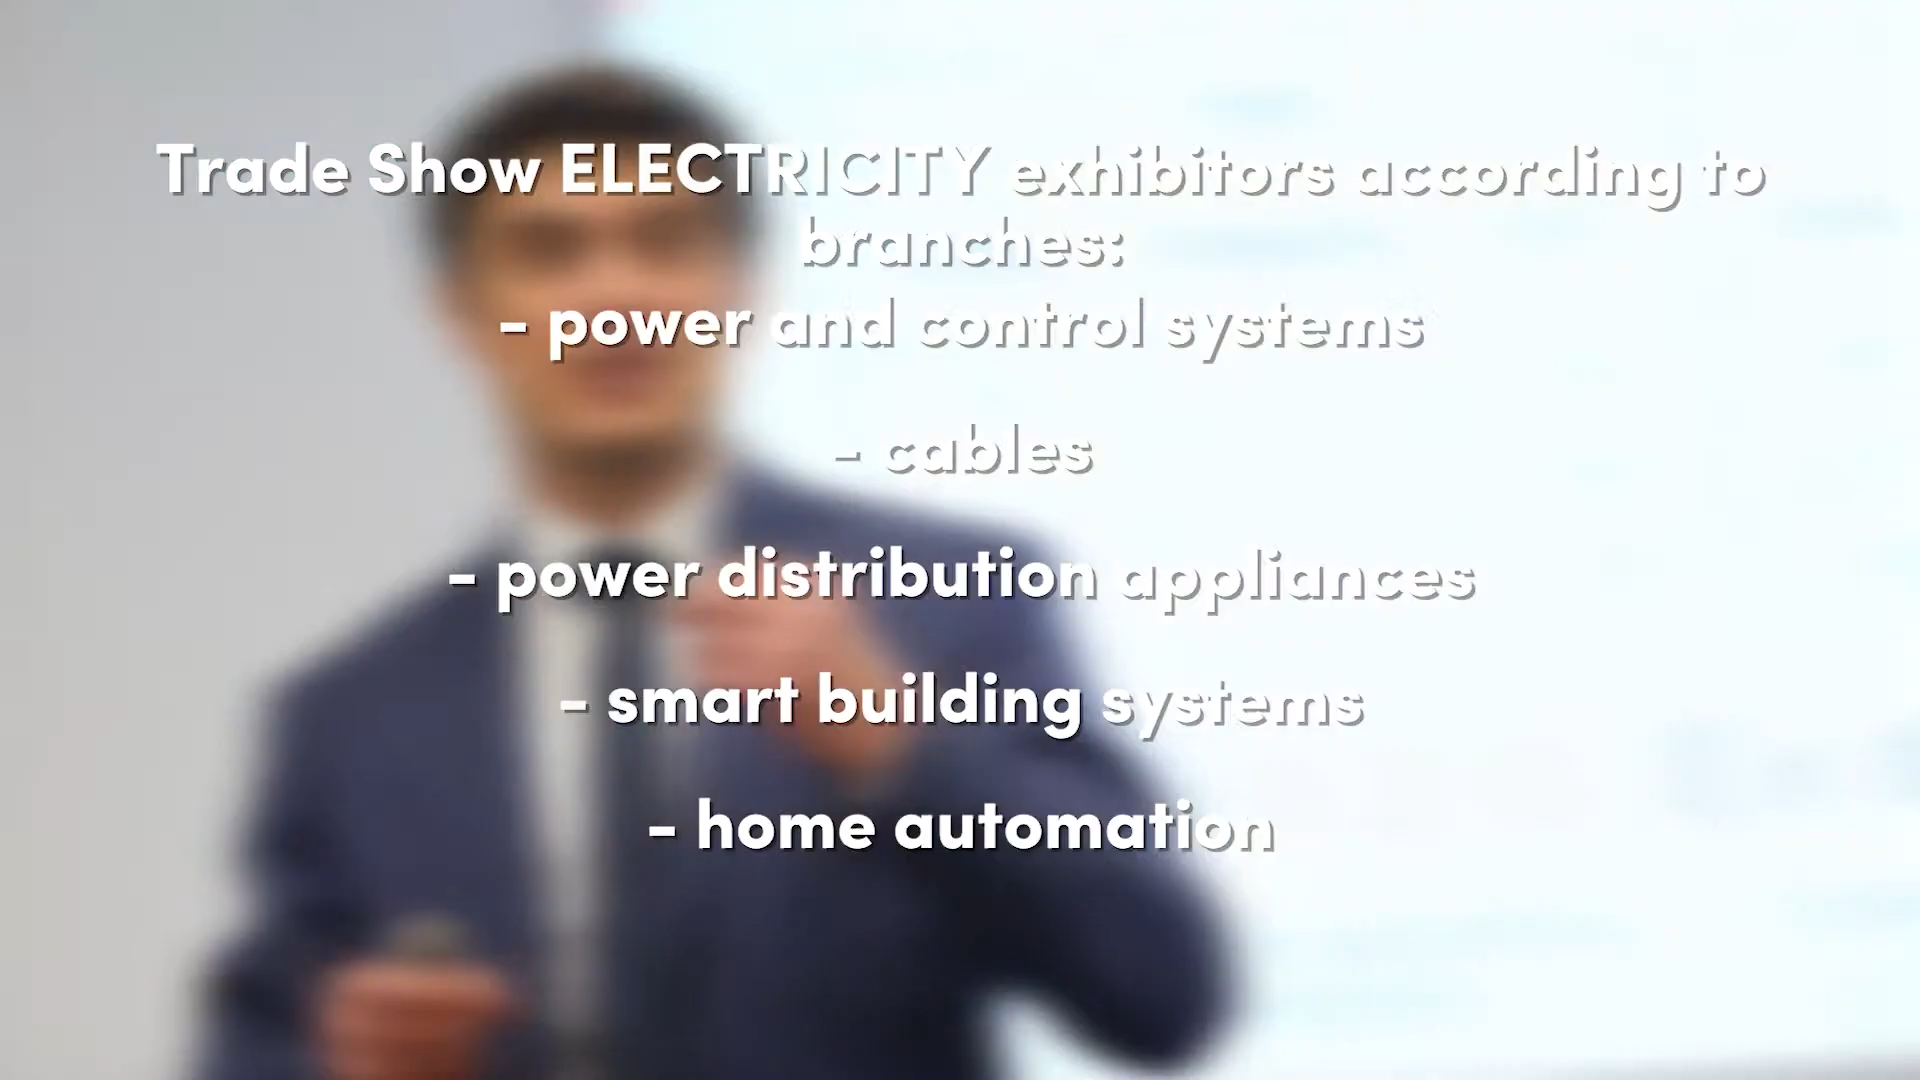 Trade Show ELECTRICITY exhibitors according to
branches:
- power and control systems
- cables
- power distribution appliances
- smart building systems
- home automation